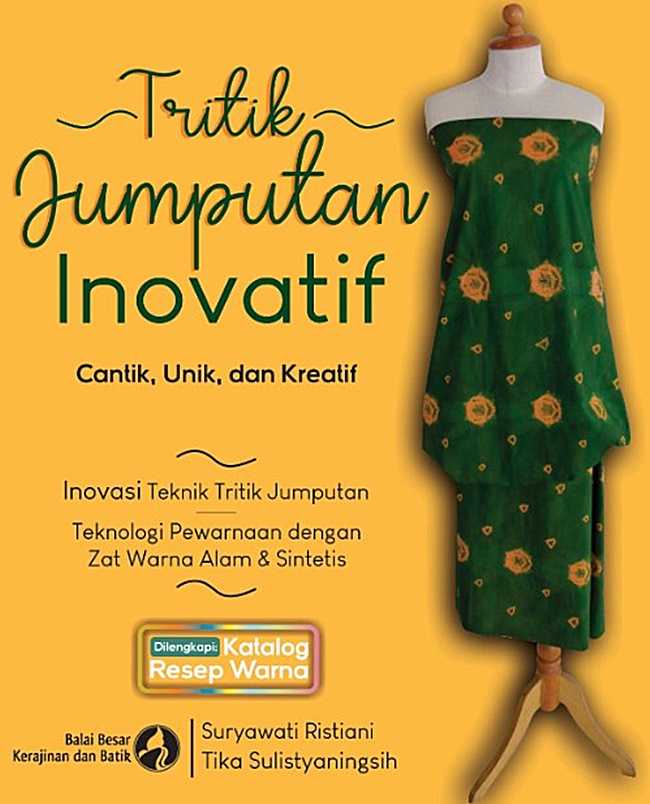 Tritik
Jumputan
Inovatif
Cantik, Unik, dan Kreatif
Inovasi Teknik Tritik Jumputan
Teknologi Pewarnaan dengan
Zat Warna Alam & Sintetis
Dilengkapi: Katalog
Resep Warna
Balai Besar
Kerajinan dan Batik
Suryawati Ristiani
Tika Sulistyaningsih